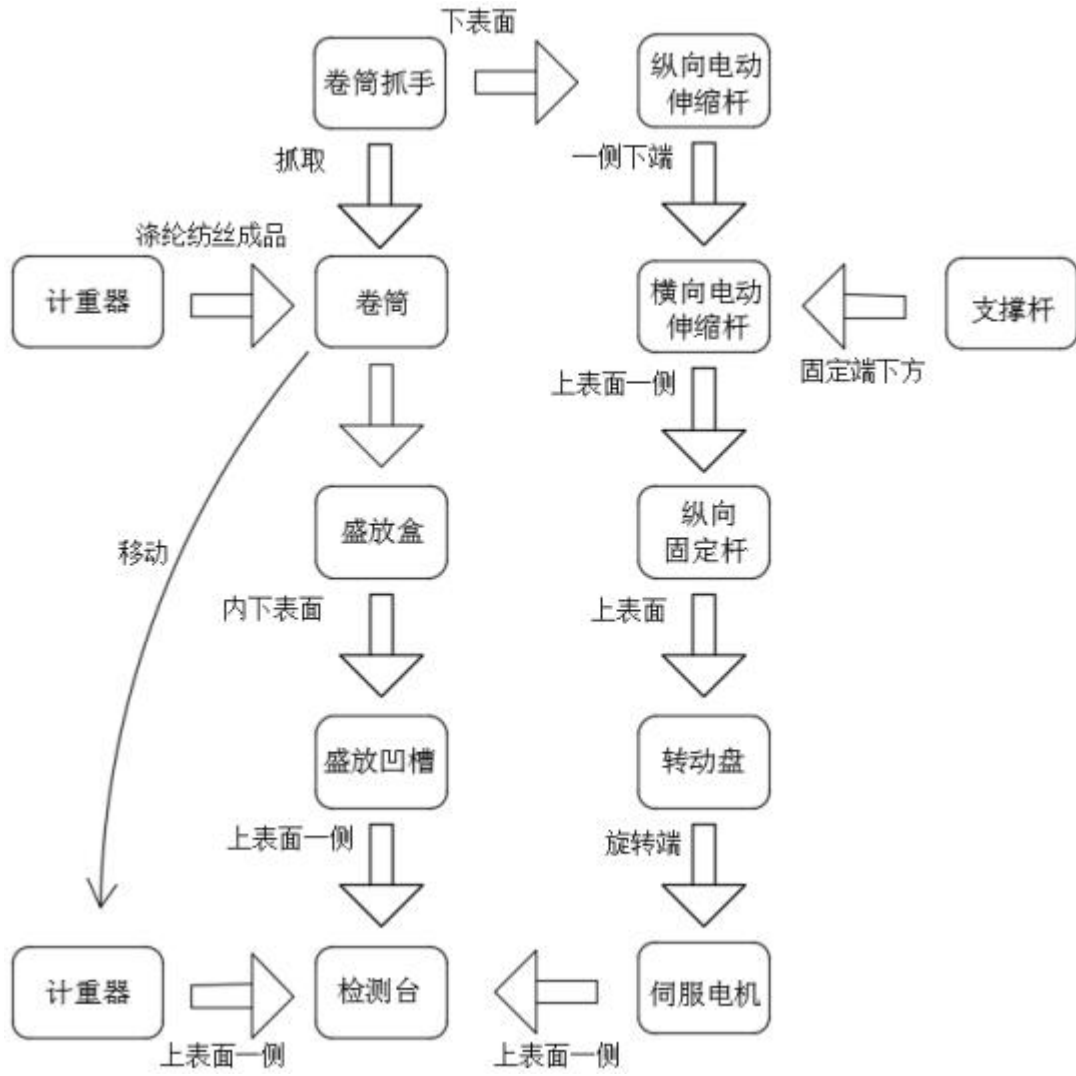 下表面
卷筒抓手
纵向电动
伸缩杆
抓取
一侧下端
涤纶纺丝成品
计重器
卷筒
横向电动
伸缩杆
支撑杆
固定端下方
上表面一侧
盛放盒
纵向
固定杆
移动
内下表面
上表面
盛放凹槽
转动盘
上表面一侧
旋转端
计重器
检测台
伺服电机
上表面一侧
上表面一侧